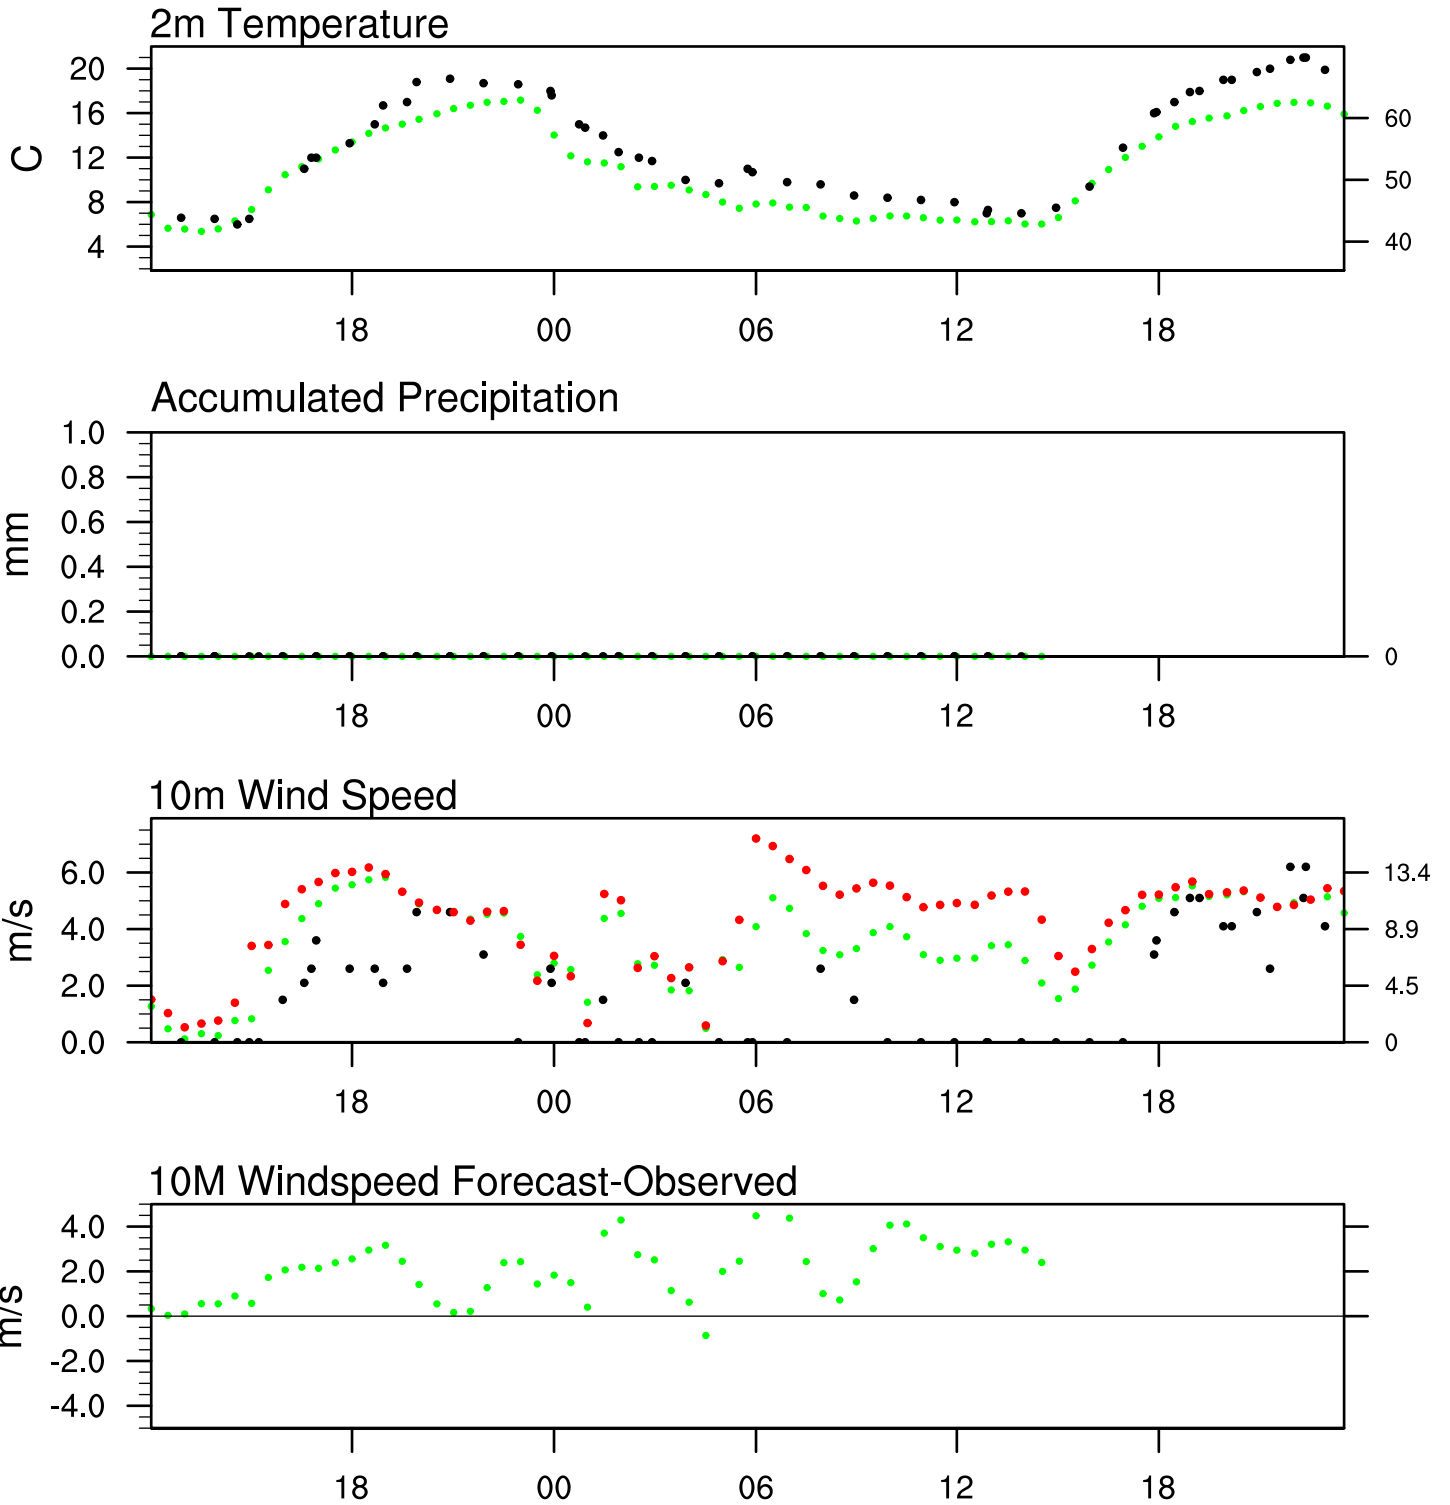 2m Temperature
20
16
12
8
4
C
60
50
40
18 00 06 12 18
Accumulated Precipitation
1.0
0.8
0.6
0.4
0.2
0.0
mm
0
18 00 06 12 18
10m Wind Speed
6.0
4.0
2.0
0.0
m/s
13.4
8.9
4.5
0
18 00 06 12 18
10M Windspeed Forecast-Observed
4.0
2.0
0.0
-2.0
-4.0
m/s
18 00 06 12 18